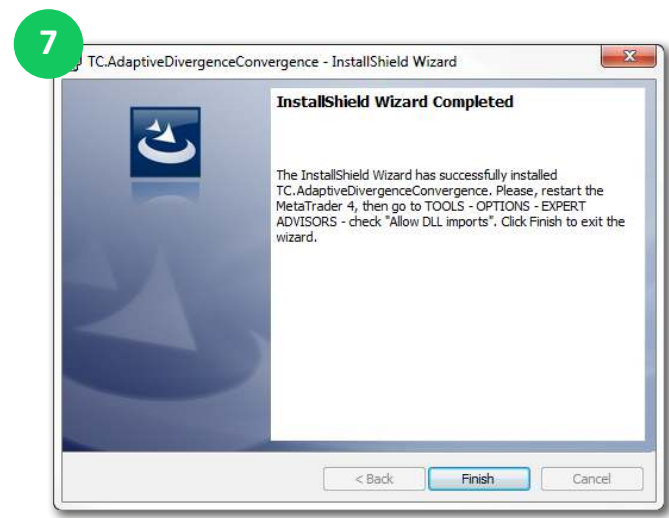 7
TC.AdaptiveDivergenceConvergence - InstallShield Wizard
InstallShield Wizard Completed
The InstallShield Wizard has successfully installed
TC.AdaptiveDivergenceConvergence. Please, restart the
MetaTrader 4, then go to TOOLS - OPTIONS - EXPERT
ADVISORS - check "Allow DLL imports". Click Finish to exit the
wizard.
< Back
Finish
Cancel